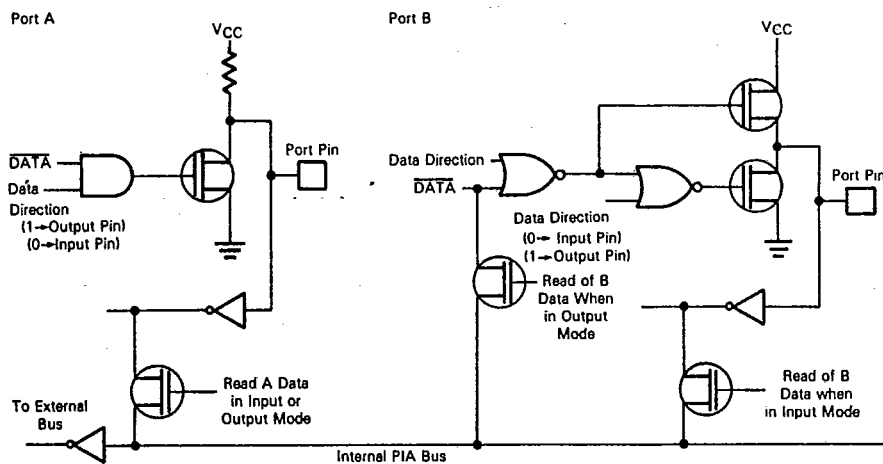 Port A
VCC
DATA
Data
Direction
(1→Output Pin)
(0→Input Pin)
Port Pin
Read A Data
in Input or
Output Mode
To External
Bus
Internal PIA Bus
Port B
VCC
Data Direction
DATA
Data Direction
(0→ Input Pin)
(1→Output Pin)
Port Pin
Read of B
Data When
in Output
Mode
Read of B
Data when
in Input Mode